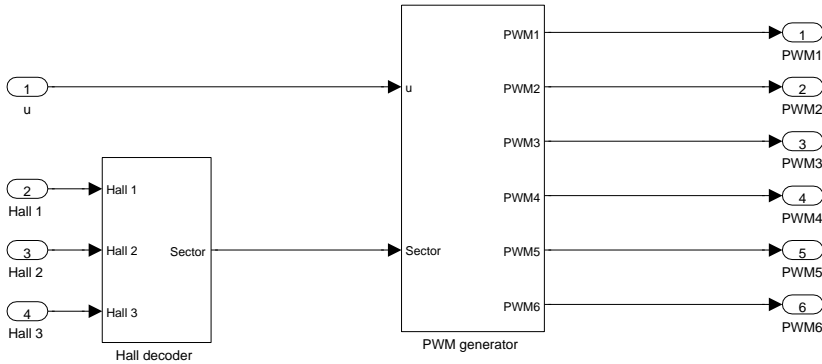 1
u
2
Hall 1
3
Hall 2
4
Hall 3
Hall 1
Hall 2
Hall 3
Sector
Hall decoder
u
Sector
PWM1
PWM2
PWM3
PWM4
PWM5
PWM6
PWM generator
1
PWM1
2
PWM2
3
PWM3
4
PWM4
5
PWM5
6
PWM6